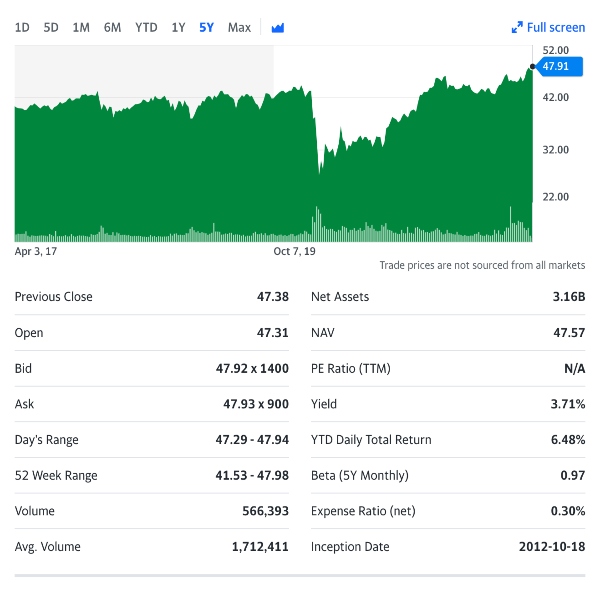 1D 5D 1M 6M YTD 1Y 5Y Max Full screen
52.00
47.91
42.00
32.00
22.00
Apr 3, 17 Oct 7, 19
Trade prices are not sourced from all markets
Previous Close 47.38
Open 47.31
Bid 47.92 x 1400
Ask 47.93 x 900
Day's Range 47.29 - 47.94
52 Week Range 41.53 - 47.98
Volume 566,393
Avg. Volume 1,712,411
Net Assets 3.16B
NAV 47.57
PE Ratio (TTM) N/A
Yield 3.71%
YTD Daily Total Return 6.48%
Beta (5Y Monthly) 0.97
Expense Ratio (net) 0.30%
Inception Date 2012-10-18